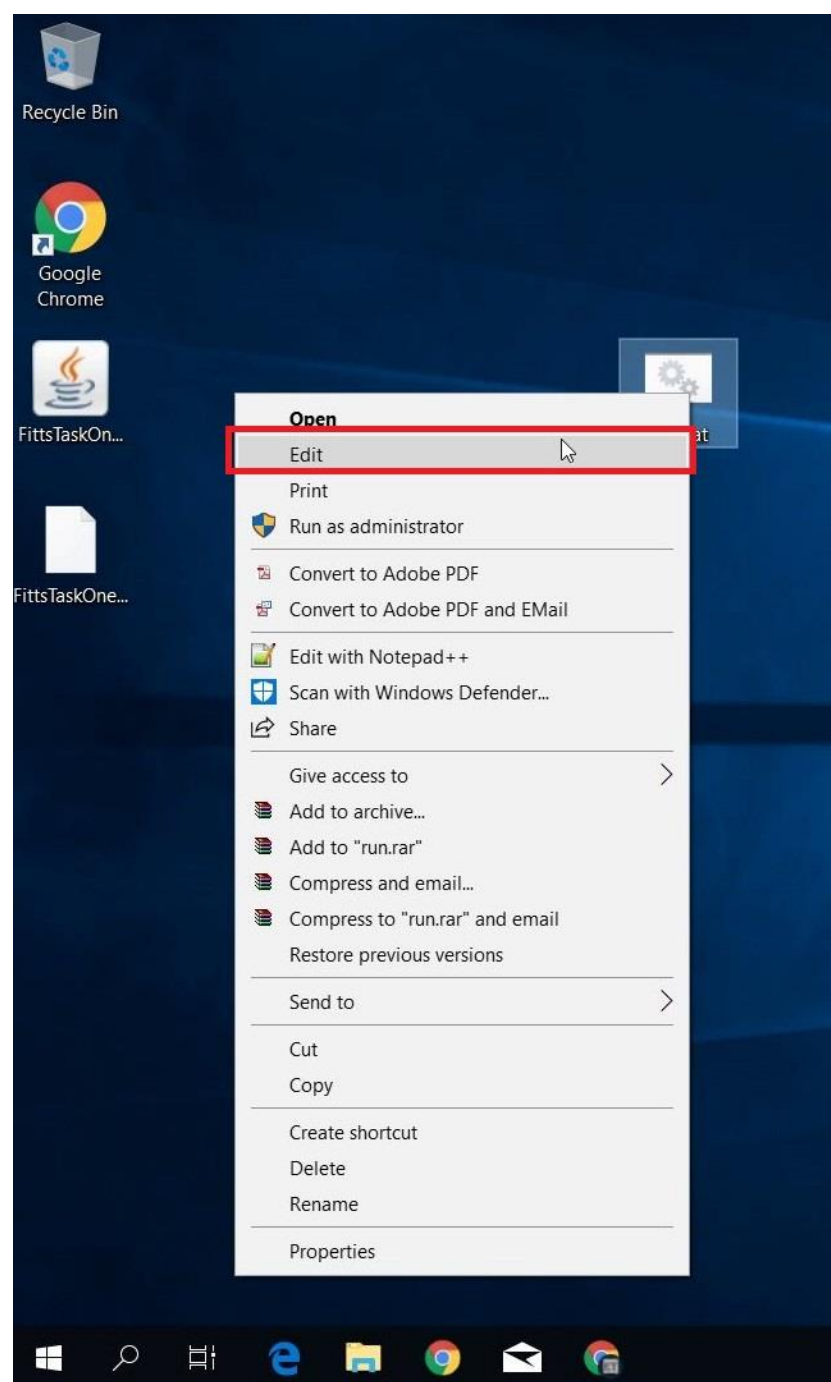 Recycle Bin
Google
Chrome
FittsTaskOn...
FittsTaskOne...
at
Open
Edit
Print
Run as administrator
Convert to Adobe PDF
Convert to Adobe PDF and EMail
Edit with Notepad++
Scan with Windows Defender...
Share
Give access to
Add to archive...
Add to "run.rar"
Compress and email...
Compress to "run.rar" and email
Restore previous versions
Send to
Cut
Copy
Create shortcut
Delete
Rename
Properties